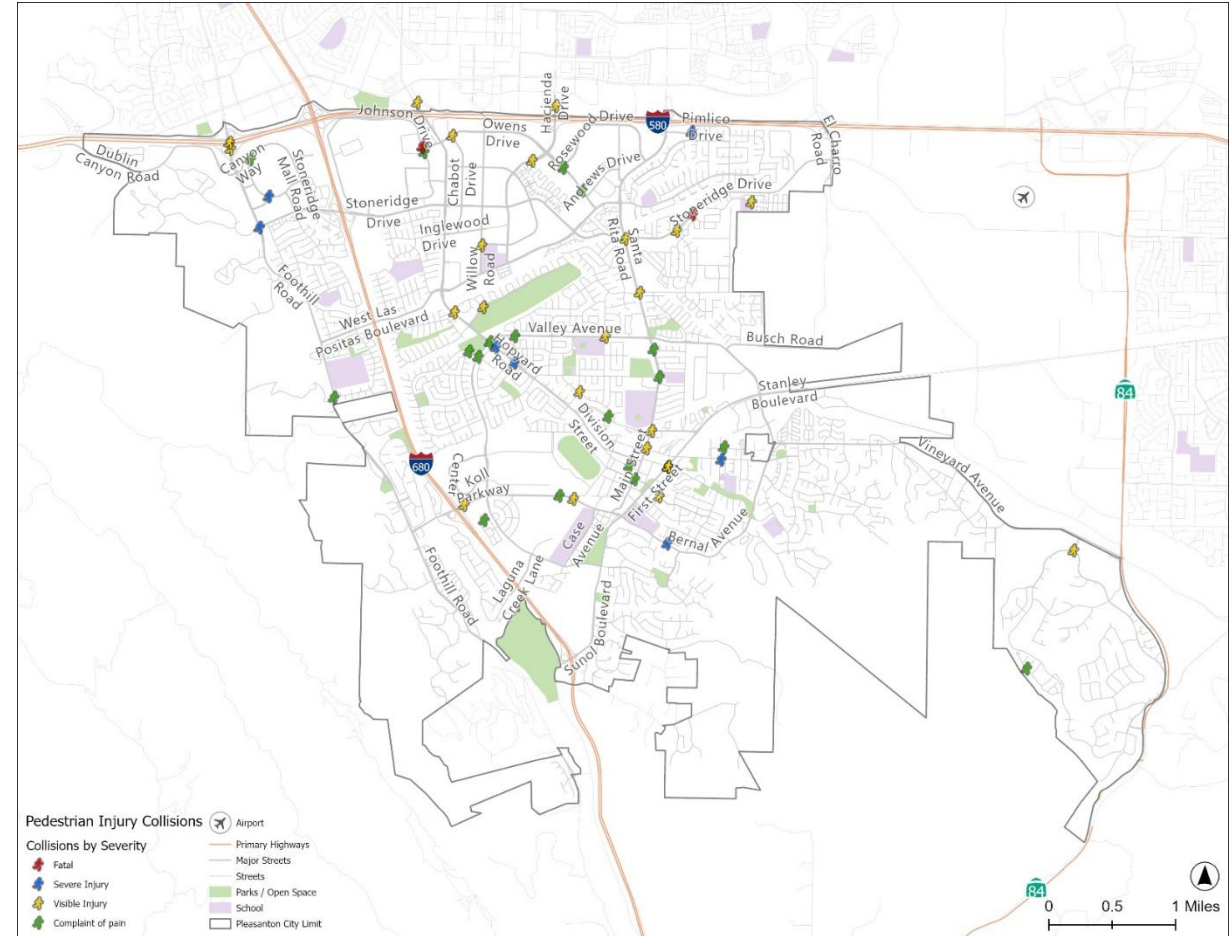 Johnson
Drive
Owens
Drive
Hacienda
Drive
Rosewood Drive
580
Pimlico
Drive
El Charro
Road
Dublin
Canyon Road
Canyon
Way
Stoneridge
Mall Road
Chabot
Drive
Andrews Drive
Stoneridge
Drive
Stoneridge Drive
Inglewood
Drive
Willow
Road
Santa
Rita Road
Foothill
Road
West Las
Positas Boulevard
Hopyard
Road
Valley Avenue
Busch Road
Stanley
Boulevard
84
Division
Street
Main Street
First Street
Vineyard Avenue
680
Koll
Center
Parkway
Case
Avenue
Bernal Avenue
Foothill Road
Laguna
Creek Lane
Sunol Boulevard
Pedestrian Injury Collisions
Collisions by Severity
Fatal
Severe Injury
Visible Injury
Complaint of pain
Airport
Primary Highways
Major Streets
Streets
Parks / Open Space
School
Pleasanton City Limit
84
0 0.5 1 Miles